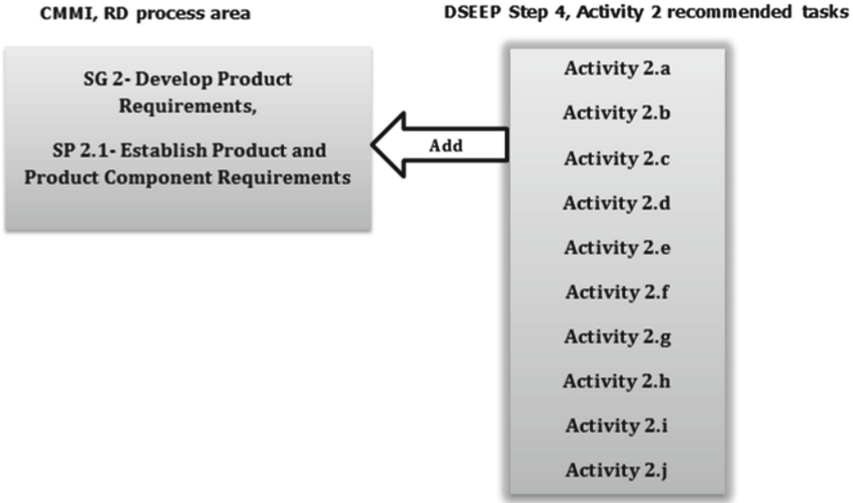 CMMI, RD process area
DSEEP Step 4, Activity 2 recommended tasks
SG 2- Develop Product
Requirements,
SP 2.1- Establish Product and
Product Component Requirements
Add
Activity 2.a
Activity 2.b
Activity 2.c
Activity 2.d
Activity 2.e
Activity 2.f
Activity 2.g
Activity 2.h
Activity 2.i
Activity 2.j